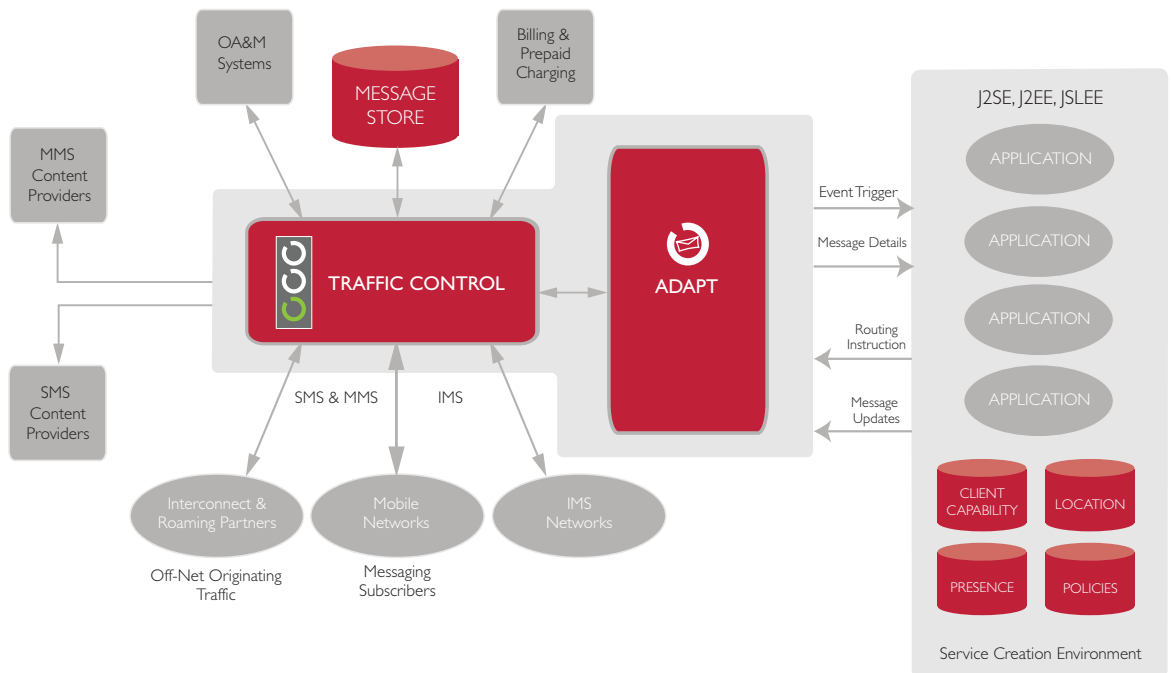 OA&M
Systems
MESSAGE
STORE
Billing &
Prepaid
Charging
MMS
Content
Providers
SMS
Content
Providers
TRAFFIC CONTROL
ADAPT
SMS & MMS
IMS
Interconnect &
Roaming Partners
Off-Net Originating
Traffic
Mobile
Networks
Messaging
Subscribers
IMS
Networks
Event Trigger
Message Details
Routing
Instruction
Message
Updates
J2SE, J2EE, JSLEE
APPLICATION
APPLICATION
APPLICATION
APPLICATION
CLIENT
CAPABILITY
LOCATION
PRESENCE
POLICIES
Service Creation Environment